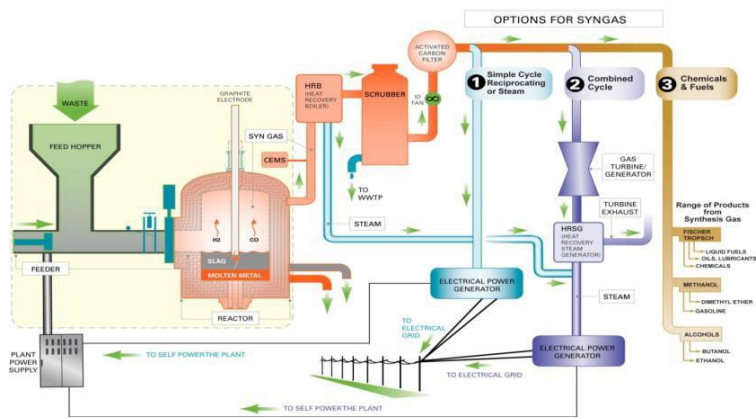 OPTIONS FOR SYNGAS
WASTE
FEED HOPPER
FEEDER
PLANT
POWER
SUPPLY
GRAPHITE
ELECTRODE
H2
CO
SLAG
MOLTEN METAL
REACTOR
SYN GAS
CEMS
HRB
(HEAT
RECOVERY
BOILER)
SCRUBBER
TO
WWTP
STEAM
I.D.
FAN
ACTIVATED
CARBON
FILTER
1
Simple Cycle
Reciprocating
or Steam
2
Combined
Cycle
3
Chemicals
& Fuels
GAS
TURBINE/
GENERATOR
TURBINE
EXHAUST
HRSG
(HEAT
RECOVERY
STEAM
GENERATOR)
STEAM
ELECTRICAL POWER
GENERATOR
ELECTRICAL POWER
GENERATOR
TO
ELECTRICAL
GRID
TO ELECTRICAL GRID
TO SELF POWER THE PLANT
TO SELF POWER THE PLANT
Range of Products
from
Synthesis Gas
FISCHER
TROPSCH
LIQUID FUELS
OILS, LUBRICANTS
CHEMICALS
METHANOL
DIMETHYL ETHER
GASOLINE
ALCOHOLS
BUTANOL
ETHANOL